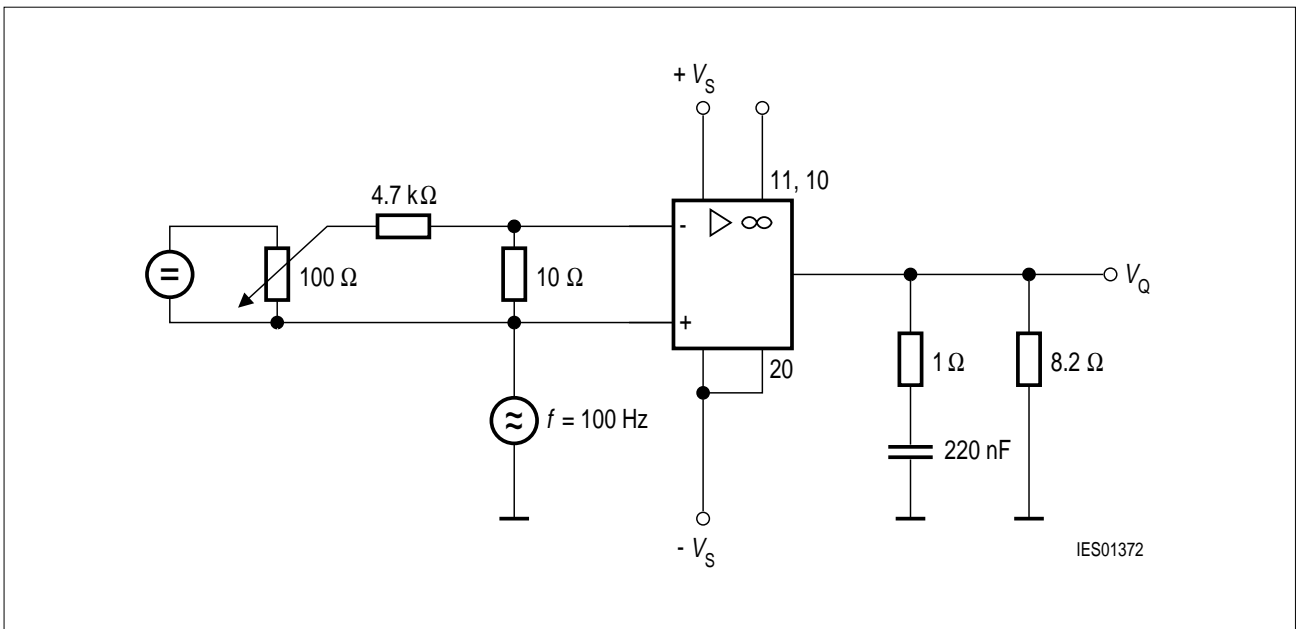 + V_S
11, 10
4.7 kΩ
-
∞
=
100 Ω
10 Ω
V_Q
+
20
1 Ω
8.2 Ω
≈
f = 100 Hz
220 nF
- V_S
IES01372